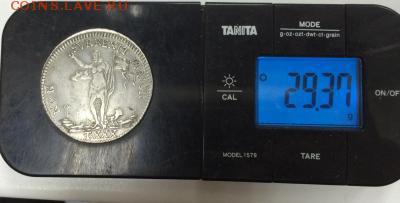 COINS.LAVE.RU
TANITA
MODE
g-oz-ozt-dwt-ct-grain
CAL
29.37
g
ON/OFF
MODEL 1579
TARE